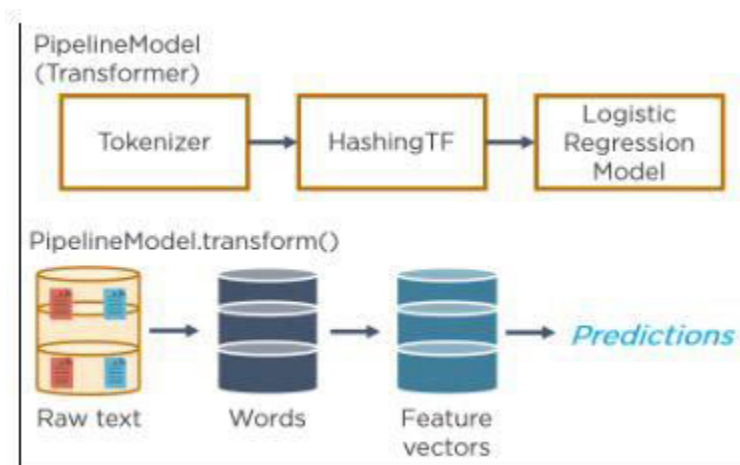 PipelineModel
(Transformer)
Tokenizer
HashingTF
Logistic
Regression
Model
PipelineModel.transform()
Predictions
Raw text
Words
Feature
vectors